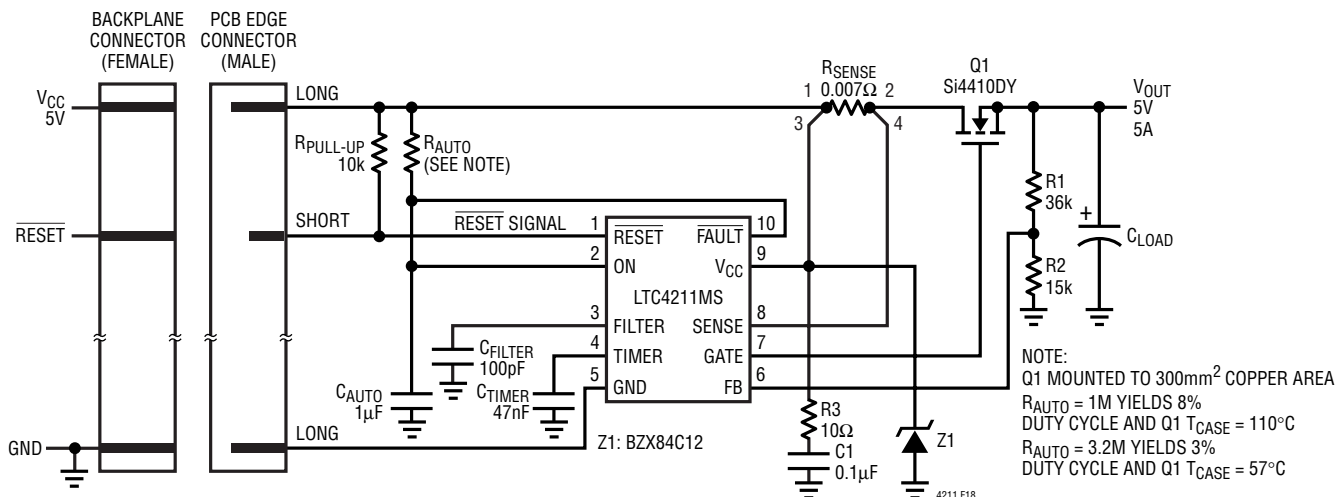 BACKPLANE
CONNECTOR
(FEMALE)
PCB EDGE
CONNECTOR
(MALE)
VCC
5V
LONG
RPULL-UP
10k
RAUTO
(SEE NOTE)
1
RSENSE
0.007Ω
2
3
4
Q1
Si4410DY
VOUT
5V
5A
R1
36k
+
CLOAD
R2
15k
RESET
SHORT
RESET SIGNAL
1
RESET
FAULT
10
2
ON
VCC
9
LTC4211MS
3
FILTER
SENSE
8
4
TIMER
GATE
7
5
GND
FB
6
CFILTER
100pF
CAUTO
1μF
CTIMER
47nF
R3
10Ω
C1
0.1μF
Z1
GND
LONG
Z1: BZX84C12
NOTE:
Q1 MOUNTED TO 300mm² COPPER AREA
RAUTO = 1M YIELDS 8%
DUTY CYCLE AND Q1 TCASE = 110°C
RAUTO = 3.2M YIELDS 3%
DUTY CYCLE AND Q1 TCASE = 57°C
4211 F18